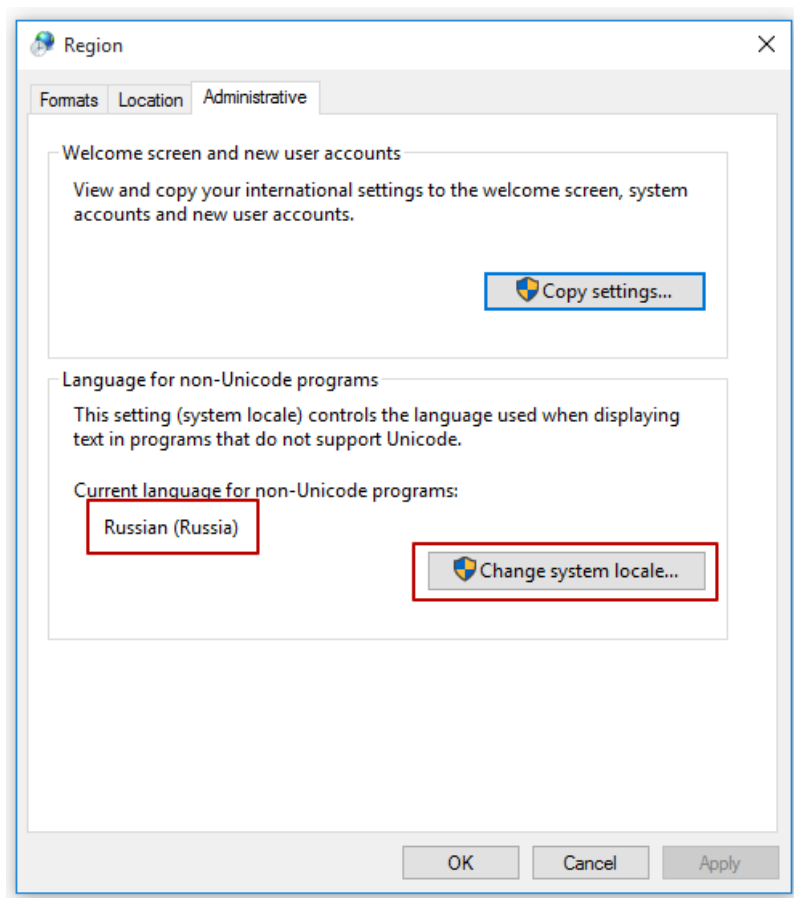 Region
Formats
Location
Administrative
Welcome screen and new user accounts
View and copy your international settings to the welcome screen, system
accounts and new user accounts.
Copy settings...
Language for non-Unicode programs
This setting (system locale) controls the language used when displaying
text in programs that do not support Unicode.
Current language for non-Unicode programs:
Russian (Russia)
Change system locale...
OK
Cancel
Apply